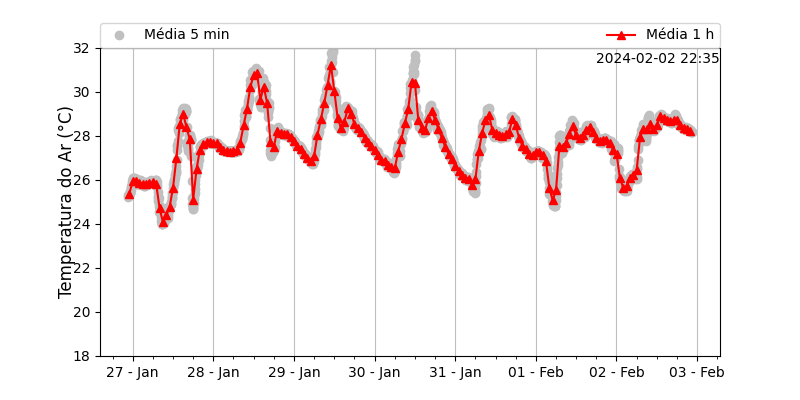 Média 5 min
Média 1 h
2024-02-02 22:35
Temperatura do Ar (°C)
32
30
28
26
24
22
20
18
27 - Jan
28 - Jan
29 - Jan
30 - Jan
31 - Jan
01 - Feb
02 - Feb
03 - Feb